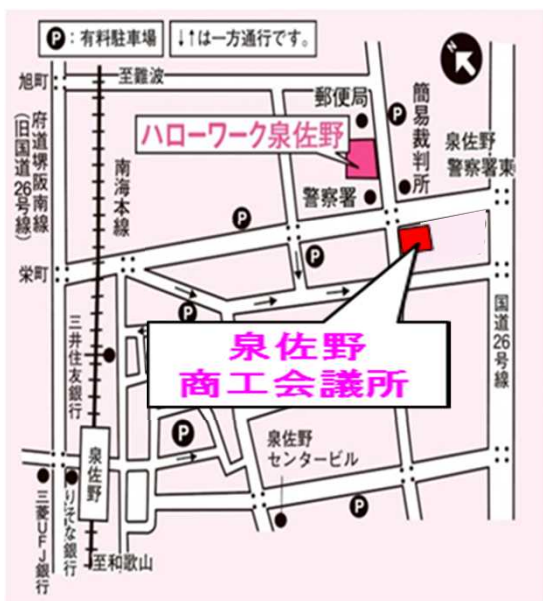 P：有料駐車場
↓↑は一方通行です。
N
旭町
至難波
郵便局
P
簡易裁判所
泉佐野
警察署東
ハローワーク泉佐野
府道堺阪南線
（旧国道26号線）
南海本線
警察署
P
P
栄町
P
国道26号線
泉佐野
商工会議所
三井住友銀行
P
泉佐野
センタービル
泉佐野
P
三菱UFJ銀行
りそな銀行
至和歌山